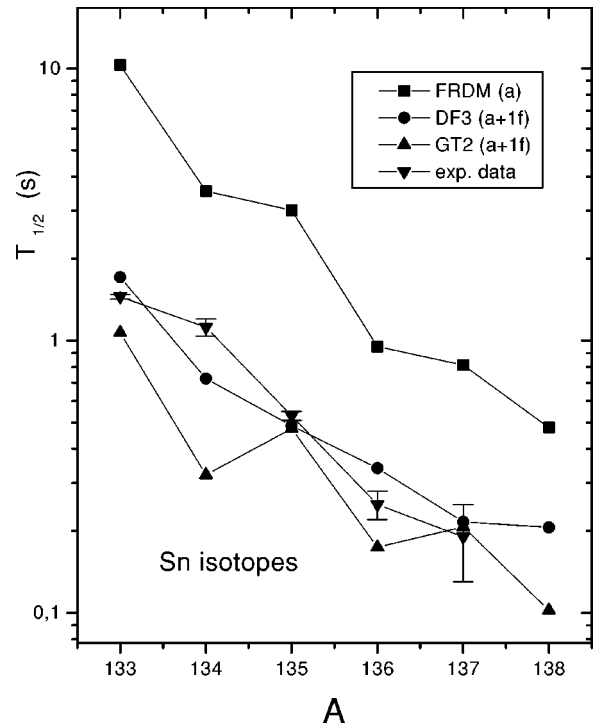 10
1
0,1
T 1/2 (s)
FRDM (a)
DF3 (a+1f)
GT2 (a+1f)
exp. data
Sn isotopes
133 134 135 136 137 138
A